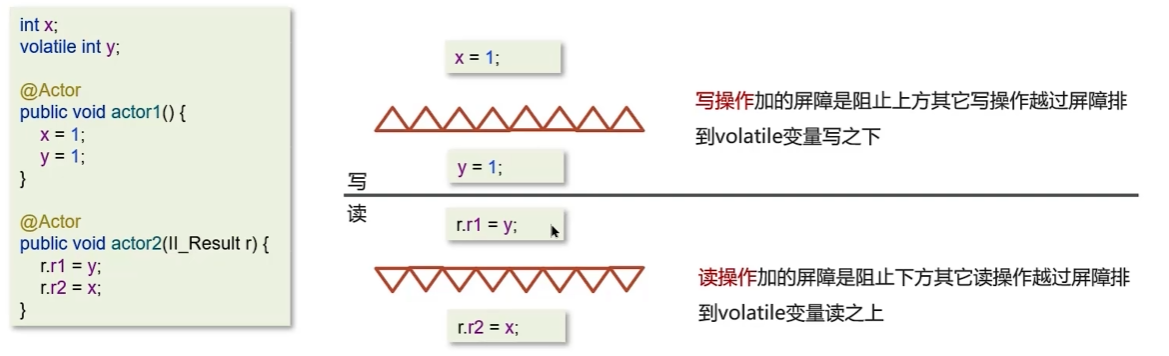 int x;
volatile int y;
@Actor
public void actor1() {
x = 1;
y = 1;
}
@Actor
public void actor2(II_Result r) {
r.r1 = y;
r.r2 = x;
}
x = 1;
y = 1;
写
读
r.r1 = y;
r.r2 = x;
写操作加的屏障是阻止上方其它写操作越过屏障排
到volatile变量写之下
读操作加的屏障是阻止下方其它读操作越过屏障排
到volatile变量读之上